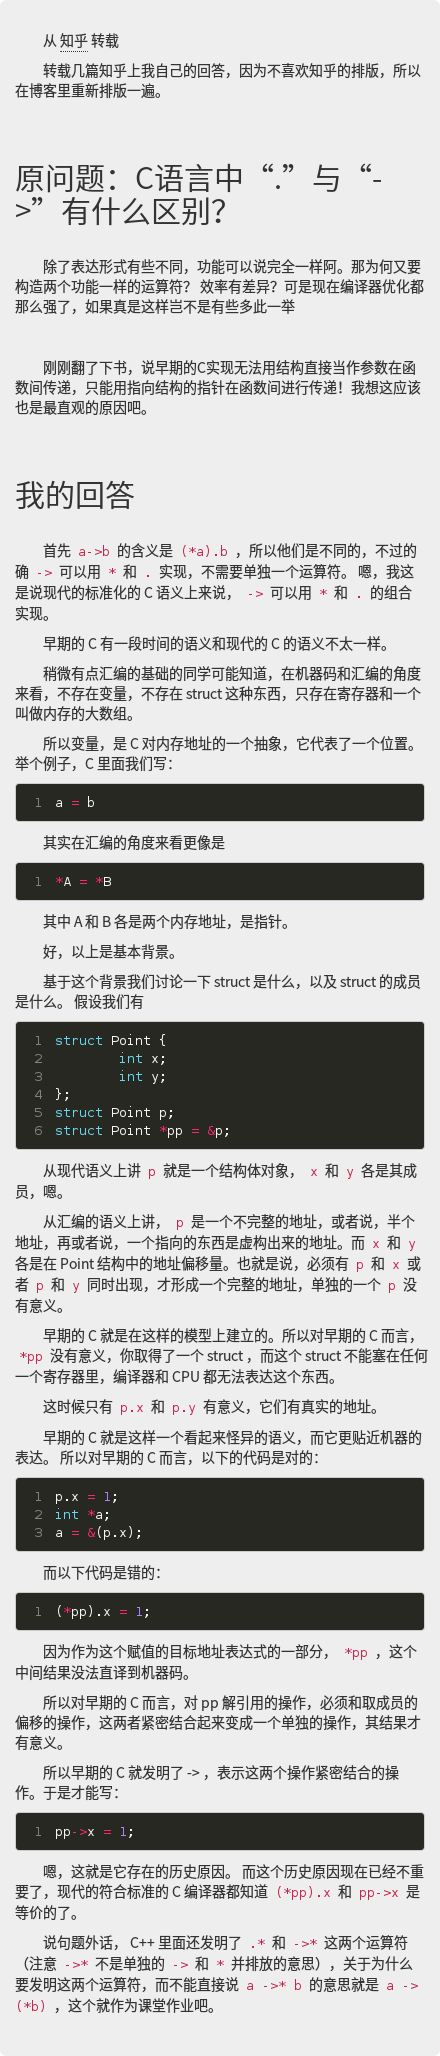 从 知乎 转载
转载几篇知乎上我自己的回答，因为不喜欢知乎的排版，所以
在博客里重新排版一遍。
原问题：C语言中“.”与“-
>”有什么区别？
除了表达形式有些不同，功能可以说完全一样阿。那为何又要
构造两个功能一样的运算符？ 效率有差异？可是现在编译器优化都
那么强了，如果真是这样岂不是有些多此一举
刚刚翻了下书，说早期的C实现无法用结构直接当作参数在函
数间传递，只能用指向结构的指针在函数间进行传递！我想这应该
也是最直观的原因吧。
我的回答
首先 a->b 的含义是 (*a).b ，所以他们是不同的，不过的
确 -> 可以用 * 和 . 实现，不需要单独一个运算符。 嗯，我这
是说现代的标准化的 C 语义上来说， -> 可以用 * 和 . 的组合
实现。
早期的 C 有一段时间的语义和现代的 C 的语义不太一样。
稍微有点汇编的基础的同学可能知道，在机器码和汇编的角度
来看，不存在变量，不存在 struct 这种东西，只存在寄存器和一个
叫做内存的大数组。
所以变量，是 C 对内存地址的一个抽象，它代表了一个位置。
举个例子，C 里面我们写：
1 a = b
其实在汇编的角度来看更像是
1 *A = *B
其中 A 和 B 各是两个内存地址，是指针。
好，以上是基本背景。
基于这个背景我们讨论一下 struct 是什么，以及 struct 的成员
是什么。 假设我们有
1 struct Point {
2         int x;
3         int y;
4 };
5 struct Point p;
6 struct Point *pp = &p;
从现代语义上讲 p 就是一个结构体对象， x 和 y 各是其成
员，嗯。
从汇编的语义上讲， p 是一个不完整的地址，或者说，半个
地址，再或者说，一个指向的东西是虚构出来的地址。而 x 和 y
各是在 Point 结构中的地址偏移量。也就是说，必须有 p 和 x 或
者 p 和 y 同时出现，才形成一个完整的地址，单独的一个 p 没
有意义。
早期的 C 就是在这样的模型上建立的。所以对早期的 C 而言，
*pp 没有意义，你取得了一个 struct ，而这个 struct 不能塞在任何
一个寄存器里，编译器和 CPU 都无法表达这个东西。
这时候只有 p.x 和 p.y 有意义，它们有真实的地址。
早期的 C 就是这样一个看起来怪异的语义，而它更贴近机器的
表达。 所以对早期的 C 而言，以下的代码是对的：
1 p.x = 1;
2 int *a;
3 a = &(p.x);
而以下代码是错的：
1 (*pp).x = 1;
因为作为这个赋值的目标地址表达式的一部分， *pp ，这个
中间结果没法直译到机器码。
所以对早期的 C 而言，对 pp 解引用的操作，必须和取成员的
偏移的操作，这两者紧密结合起来变成一个单独的操作，其结果才
有意义。
所以早期的 C 就发明了 -> ，表示这两个操作紧密结合的操
作。于是才能写：
1 pp->x = 1;
嗯，这就是它存在的历史原因。 而这个历史原因现在已经不重
要了，现代的符合标准的 C 编译器都知道 (*pp).x 和 pp->x 是
等价的了。
说句题外话， C++ 里面还发明了 .* 和 ->* 这两个运算符
（注意 ->* 不是单独的 -> 和 * 并排放的意思），关于为什么
要发明这两个运算符，而不能直接说 a ->* b 的意思就是 a ->
(*b) ，这个就作为课堂作业吧。